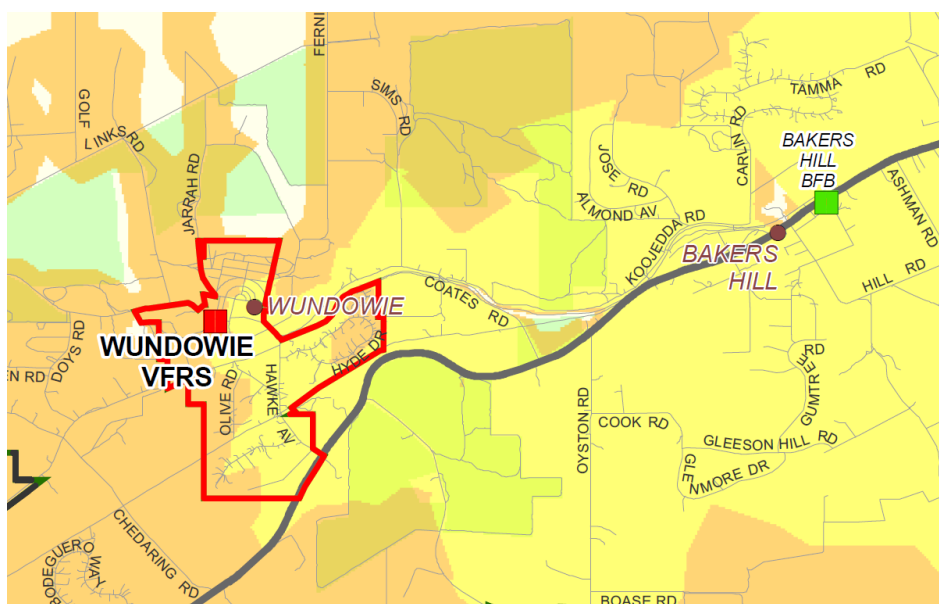 GOLF
LINKS RD
FERNI
SIMS RD
TAMMA RD
CARLIN RD
BAKERS
HILL
BFB
ASHMAN RD
JARRAH RD
JOSE RD
ALMOND AV
KOOJEDDA RD
BAKERS
HILL
HILL RD
WUNDOWIE
COATES RD
WUNDOWIE
VFRS
DOYS RD
EN RD
HYDE DR
OLIVE RD
HAWKE AV
GUMTREE RD
OYSTON RD
COOK RD
GLEESON HILL RD
GLENMORE DR
CHEDARING RD
BODEGUERO WAY
BOASE RD